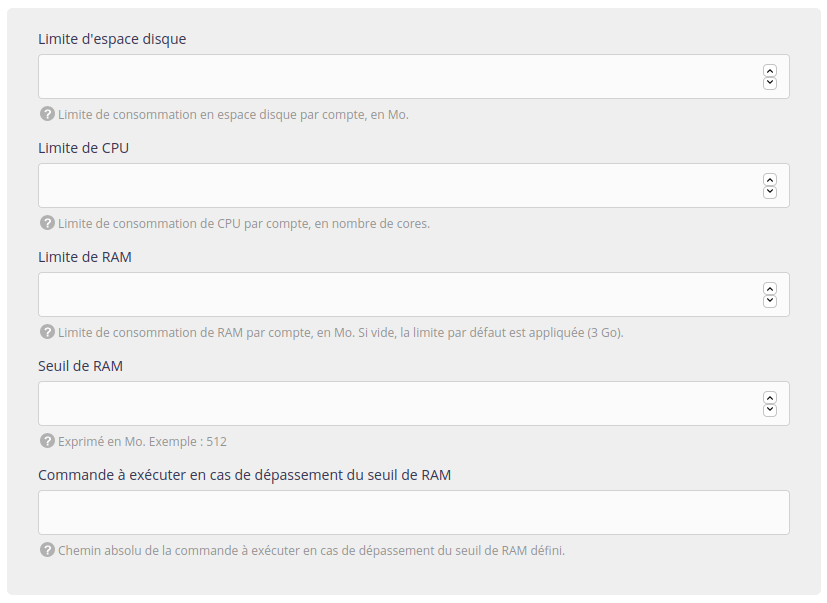 Limite d'espace disque
? Limite de consommation en espace disque par compte, en Mo.
Limite de CPU
? Limite de consommation de CPU par compte, en nombre de cores.
Limite de RAM
? Limite de consommation de RAM par compte, en Mo. Si vide, la limite par défaut est appliquée (3 Go).
Seuil de RAM
? Exprimé en Mo. Exemple : 512
Commande à exécuter en cas de dépassement du seuil de RAM
? Chemin absolu de la commande à exécuter en cas de dépassement du seuil de RAM défini.